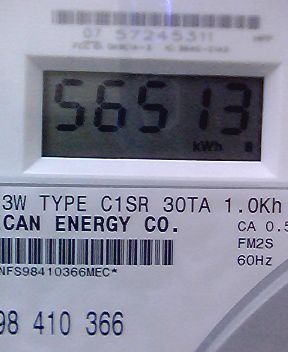 07 57245311
56513
kWh
3W TYPE C1SR 30TA 1.0Kh
CAN ENERGY CO.
CA 0.5
FM2S
60Hz
NFS98410366MEC*
98 410 366